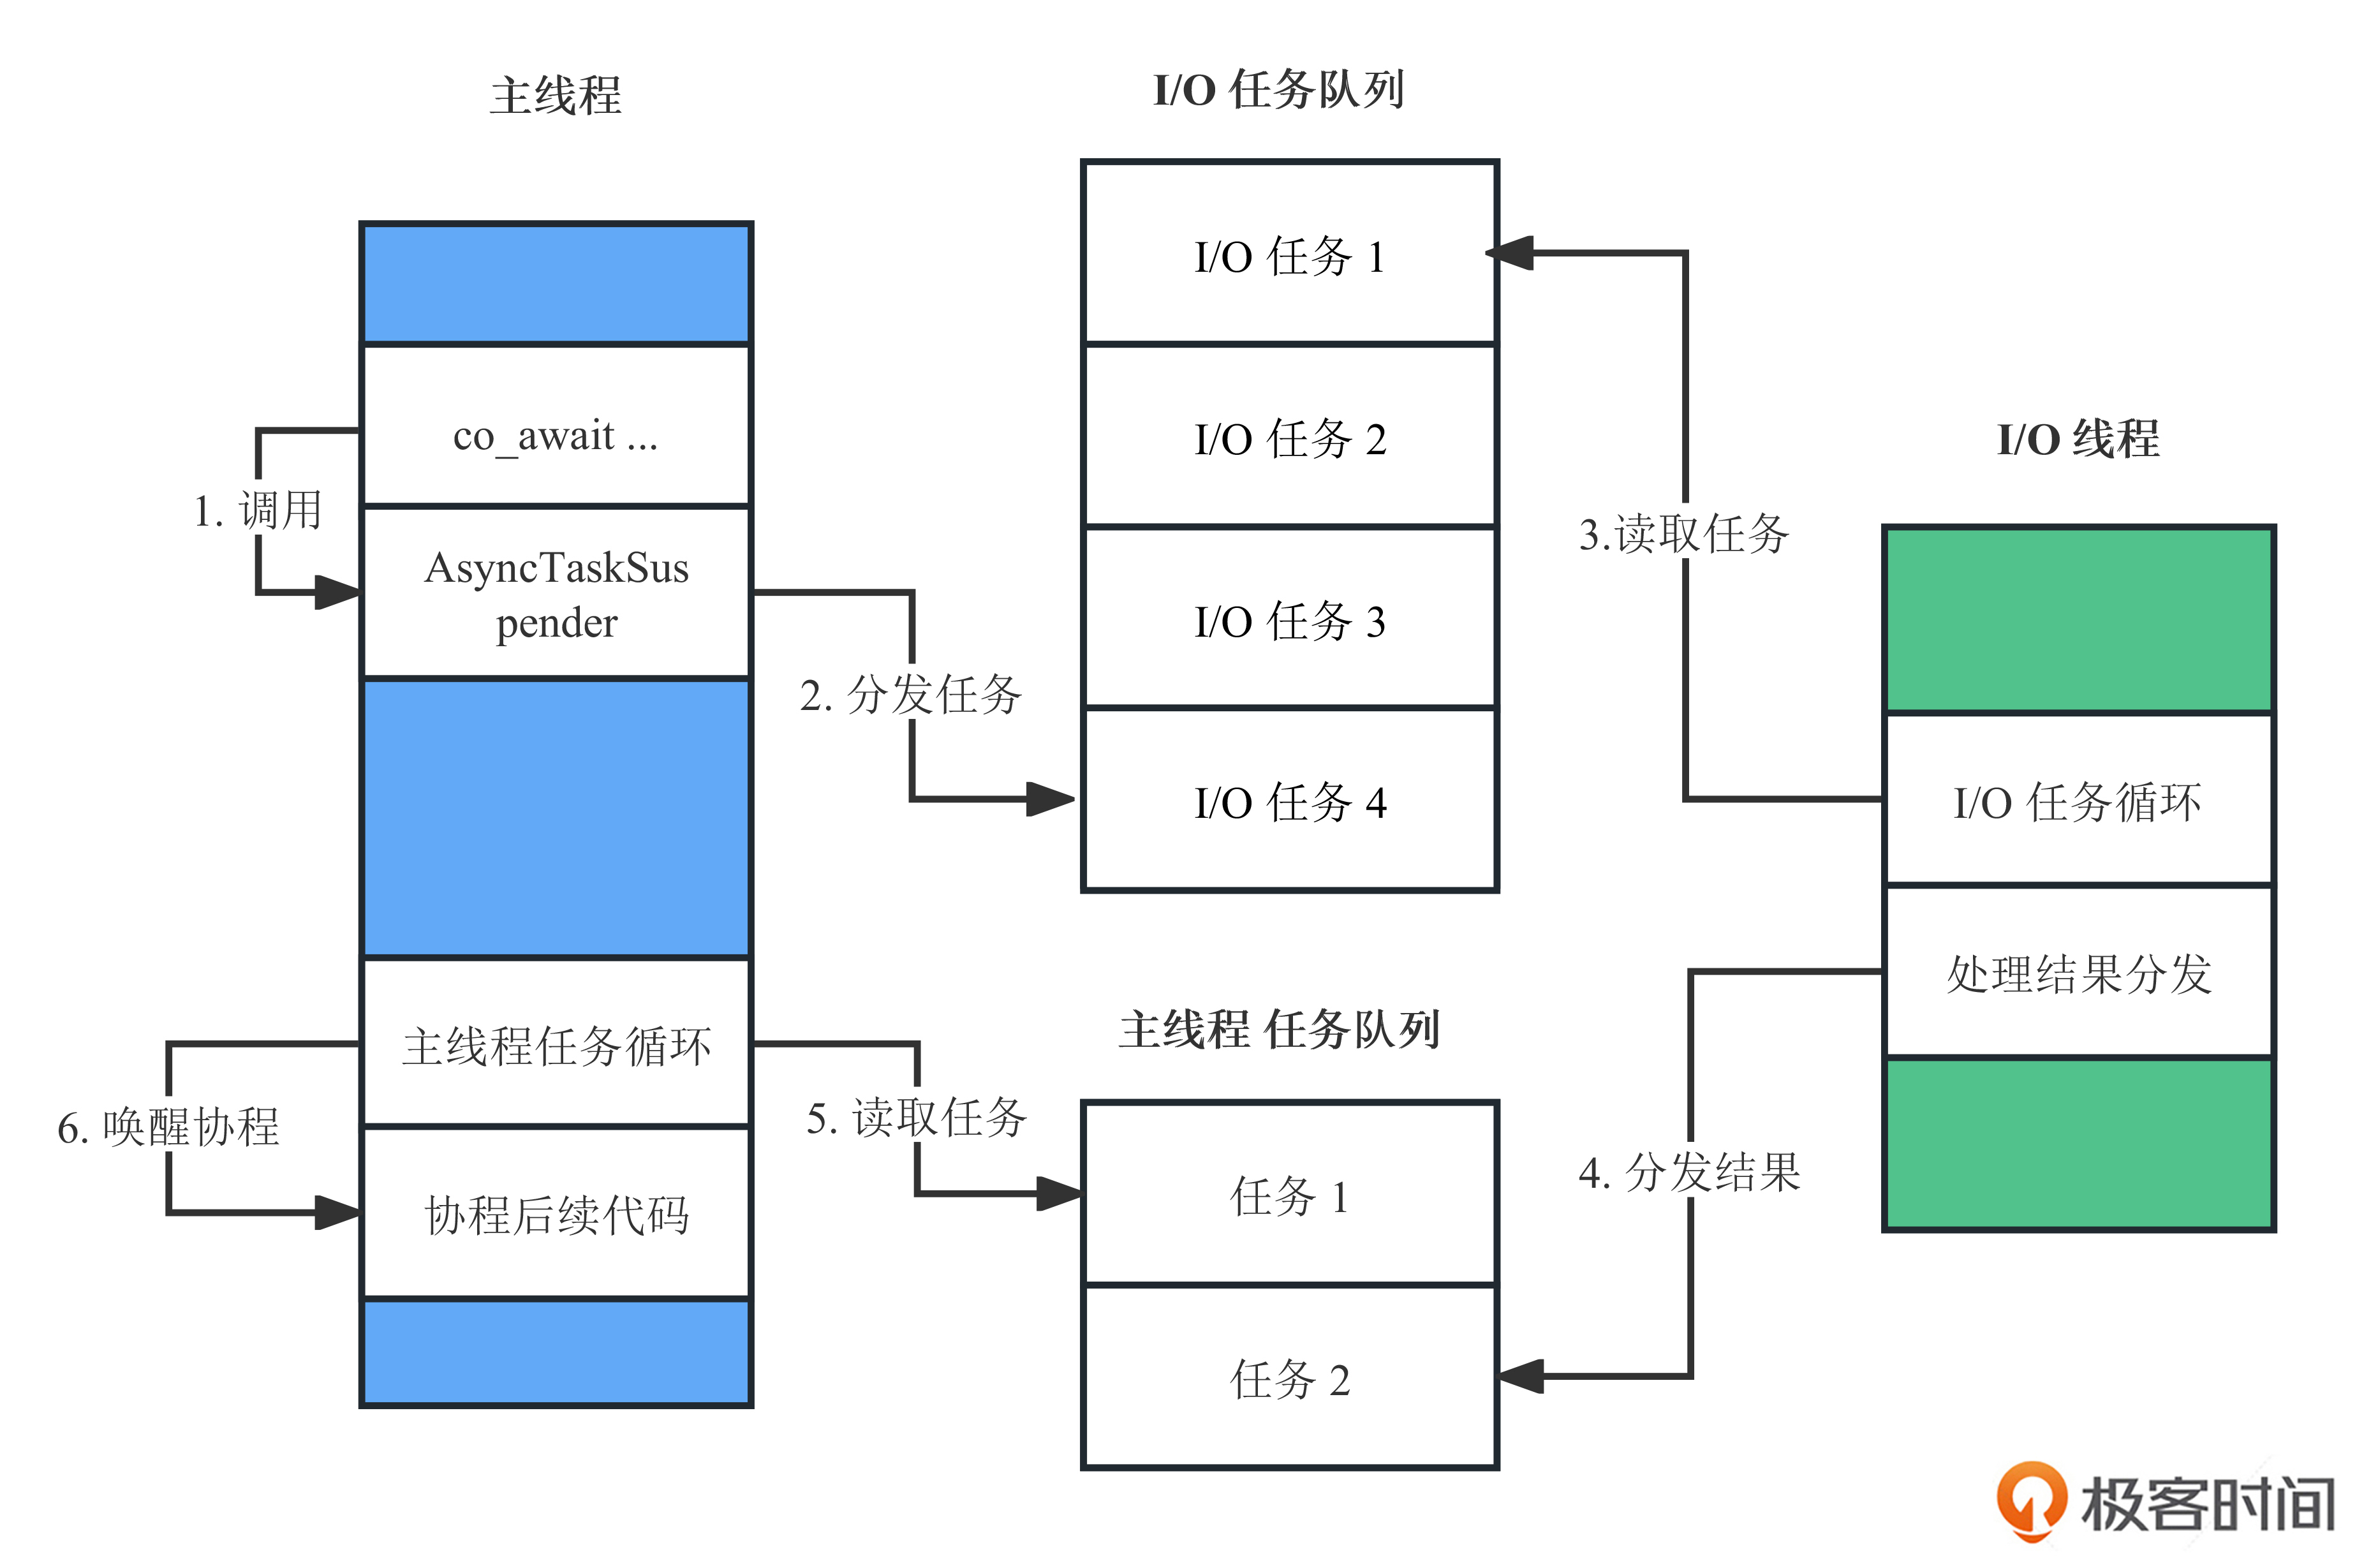 主线程
co_await ...
1. 调用
AsyncTaskSus
pender
2. 分发任务
主线程任务循环
6. 唤醒协程
协程后续代码
5. 读取任务
I/O 任务队列
I/O 任务 1
I/O 任务 2
I/O 任务 3
I/O 任务 4
主线程 任务队列
任务 1
任务 2
3.读取任务
4. 分发结果
I/O 线程
I/O 任务循环
处理结果分发
极客时间